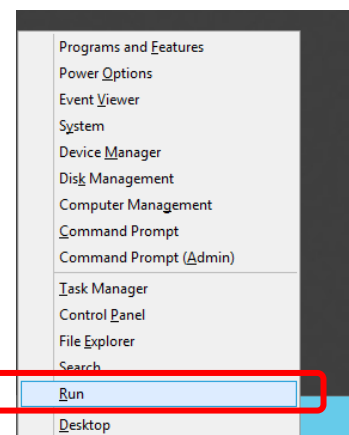 Programs and Features
Power Options
Event Viewer
System
Device Manager
Disk Management
Computer Management
Command Prompt
Command Prompt (Admin)
Task Manager
Control Panel
File Explorer
Search
Run
Desktop